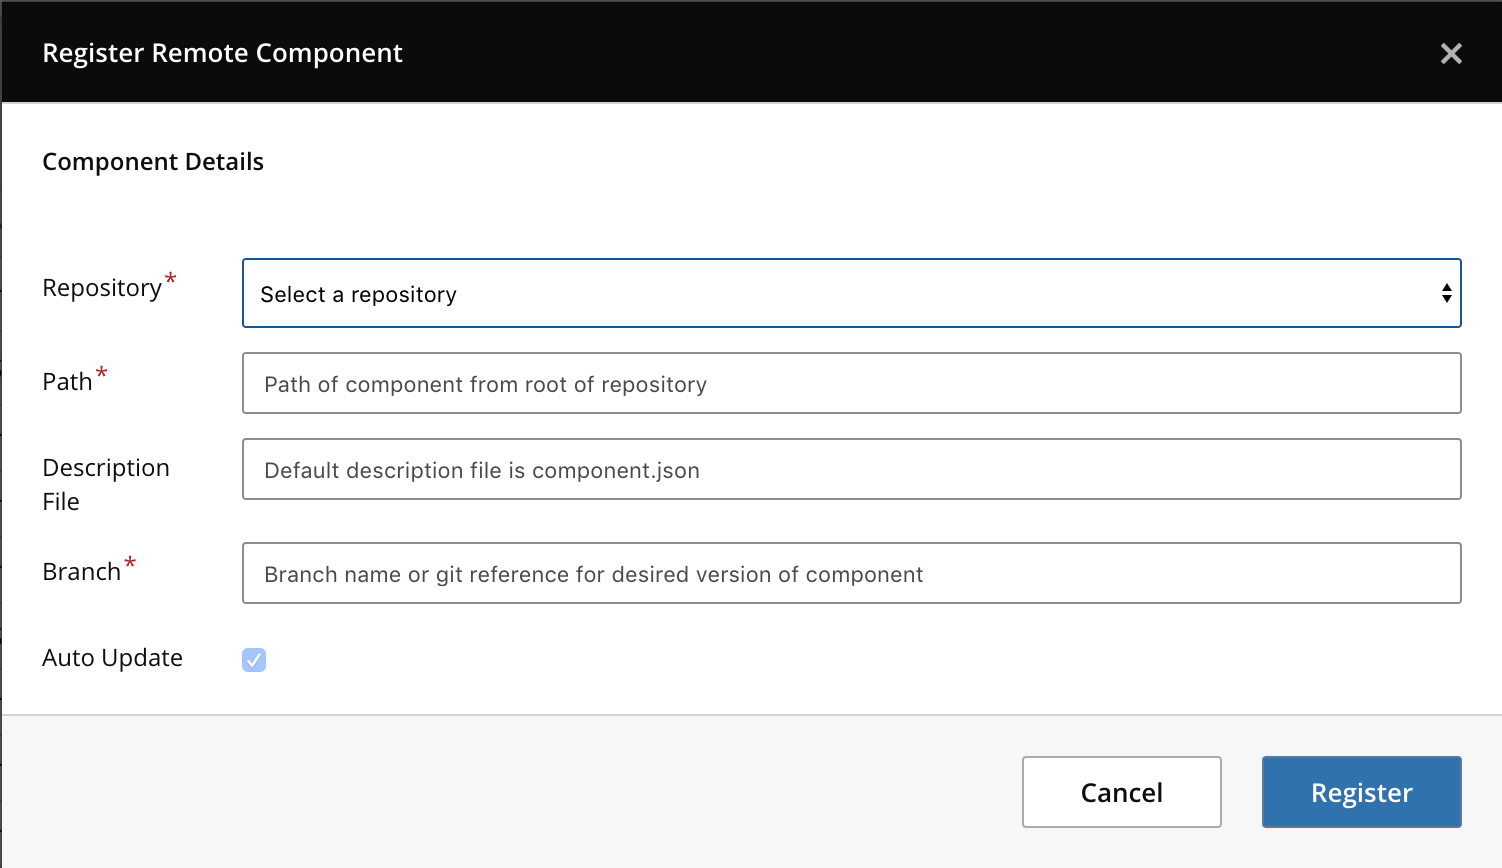 Register Remote Component
Component Details
Repository*
Select a repository
Path*
Path of component from root of repository
Description
File
Default description file is component.json
Branch*
Branch name or git reference for desired version of component
Auto Update
Cancel
Register